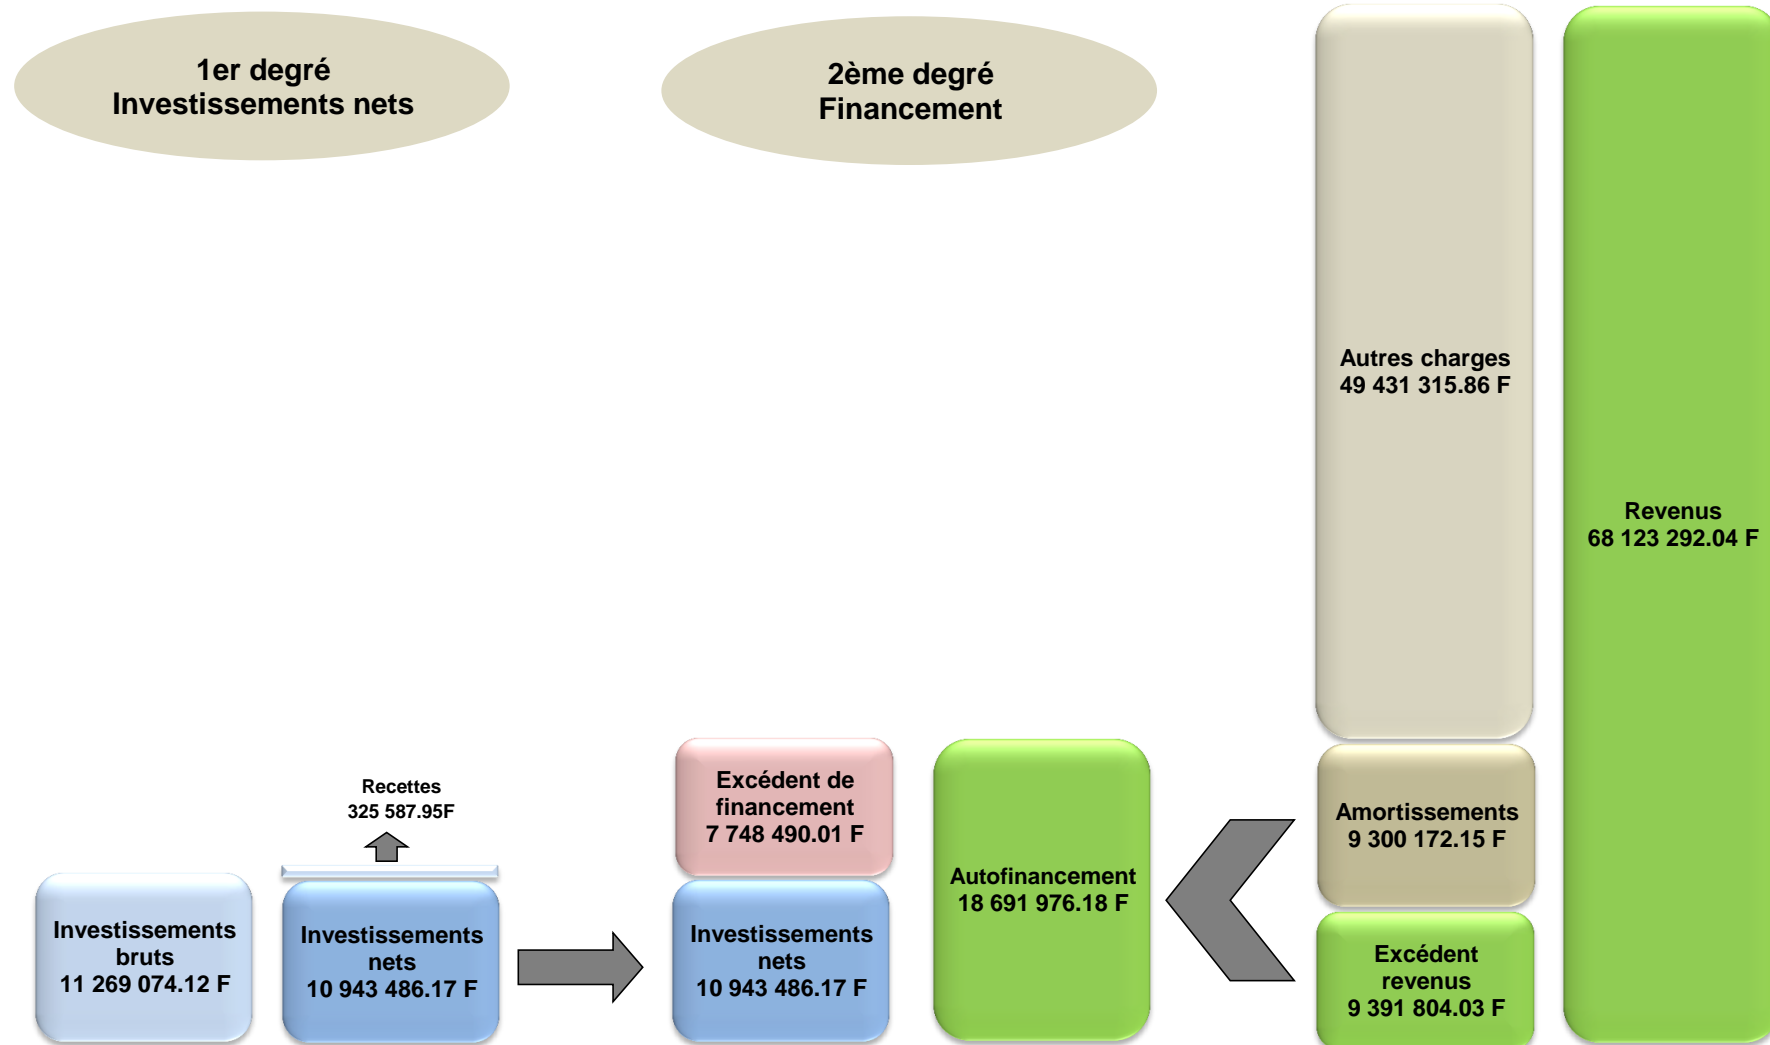 1er degré
Investissements nets
2ème degré
Financement
Autres charges
49 431 315.86 F
Revenus
68 123 292.04 F
Recettes
325 587.95F
Excédent de
financement
7 748 490.01 F
Amortissements
9 300 172.15 F
Autofinancement
18 691 976.18 F
Investissements
bruts
11 269 074.12 F
Investissements
nets
10 943 486.17 F
Investissements
nets
10 943 486.17 F
Excédent
revenus
9 391 804.03 F